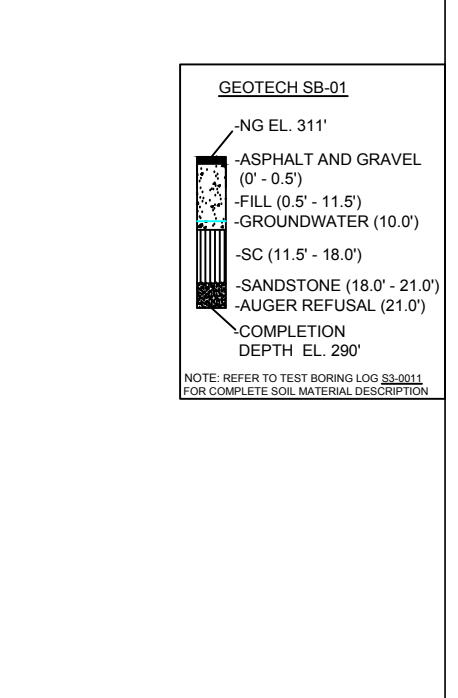 GEOTECH SB-01
-NG EL. 311'
-ASPHALT AND GRAVEL
(0' - 0.5')
-FILL (0.5' - 11.5')
-GROUNDWATER (10.0')
-SC (11.5' - 18.0')
-SANDSTONE (18.0' - 21.0')
-AUGER REFUSAL (21.0')
-COMPLETION
DEPTH EL. 290'
NOTE: REFER TO TEST BORING LOG S3-0011
FOR COMPLETE SOIL MATERIAL DESCRIPTION